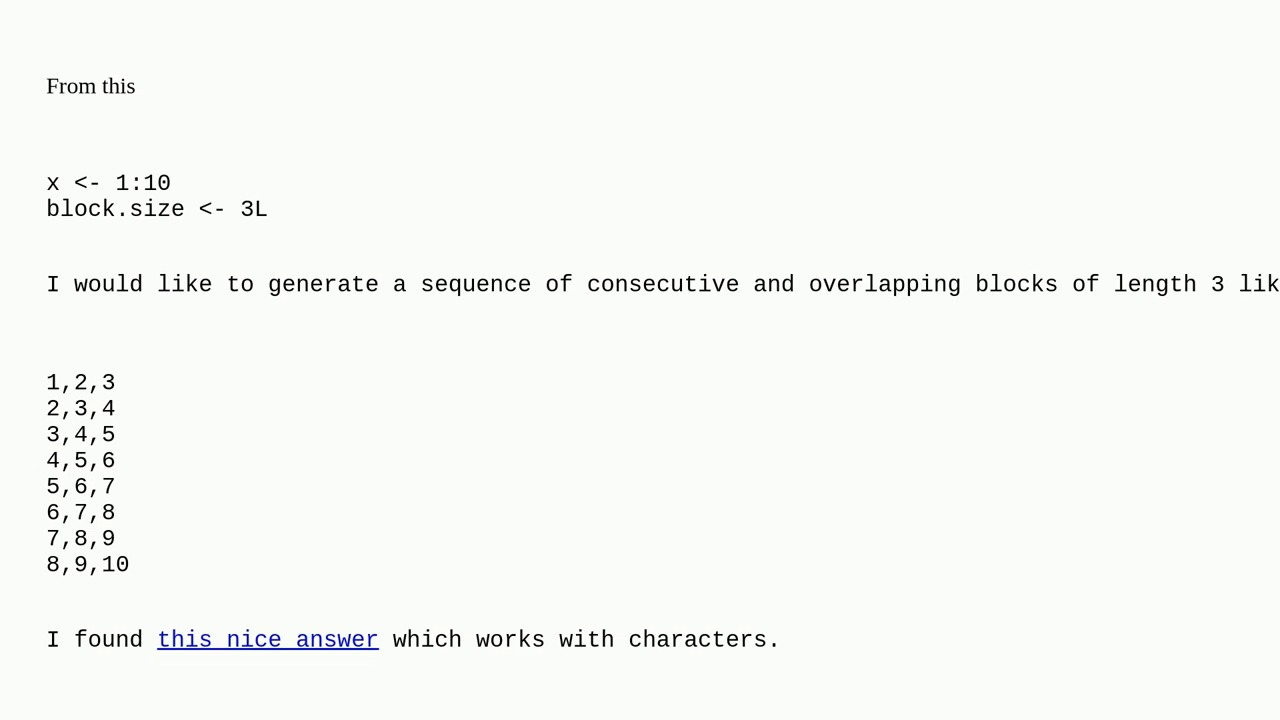 From this
x <- 1:10
block.size <- 3L
I would like to generate a sequence of consecutive and overlapping blocks of length 3 lik
1,2,3
2,3,4
3,4,5
4,5,6
5,6,7
6,7,8
7,8,9
8,9,10
I found this nice answer which works with characters.